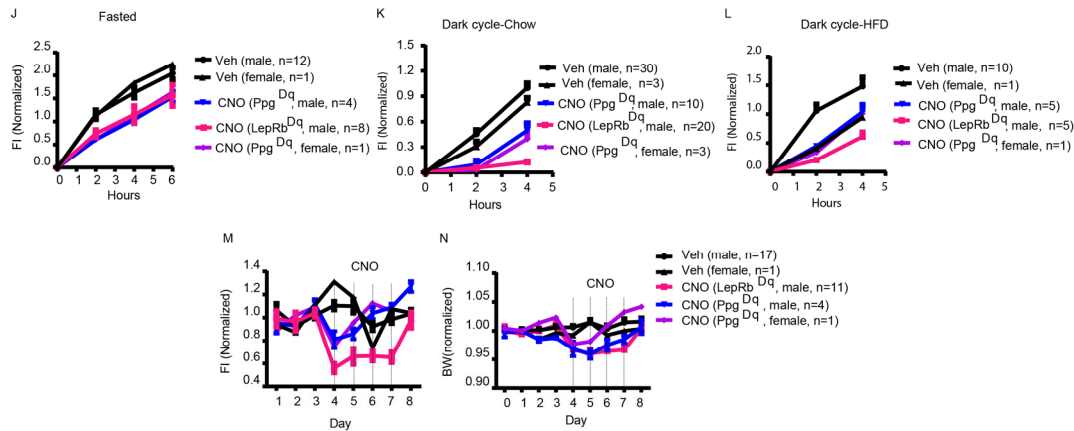 J
Fasted
FI (Normalized)
2.5
2.0
1.5
1.0
0.5
0.0
0 1 2 3 4 5 6
Hours
Veh (male, n=12)
Veh (female, n=1)
CNO (Ppg Dq, male, n=4)
CNO (LepRb Dq, male, n=8)
CNO (Ppg Dq, female, n=1)
K
Dark cycle-Chow
FI (Normalized)
1.5
1.2
0.9
0.6
0.3
0.0
0 1 2 3 4 5
Hours
Veh (male, n=30)
Veh (female, n=3)
CNO (Ppg Dq, male, n=10)
CNO (LepRb Dq, male, n=20)
CNO (Ppg Dq, female, n=3)
L
Dark cycle-HFD
FI (Normalized)
2.0
1.5
1.0
0.5
0.0
0 1 2 3 4 5
Hours
Veh (male, n=10)
Veh (female, n=1)
CNO (Ppg Dq, male, n=5)
CNO (LepRb Dq, male, n=5)
CNO (Ppg Dq, female, n=1)
M
CNO
FI (Normalized)
1.4
1.2
1.0
0.8
0.6
0.4
1 2 3 4 5 6 7 8
Day
N
CNO
BW(normalized)
1.10
1.05
1.00
0.95
0.90
0 1 2 3 4 5 6 7 8
Day
Veh (male, n=17)
Veh (female, n=1)
CNO (LepRb Dq, male, n=11)
CNO (Ppg Dq, male, n=4)
CNO (Ppg Dq, female, n=1)